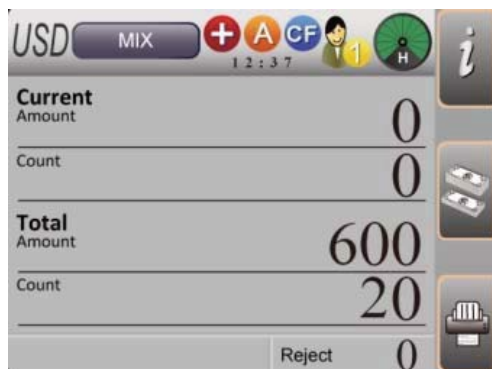 USD MIX + A CF 1 H
12:37
i
Current
Amount 0
Count 0
Total
Amount 600
Count 20
Reject 0